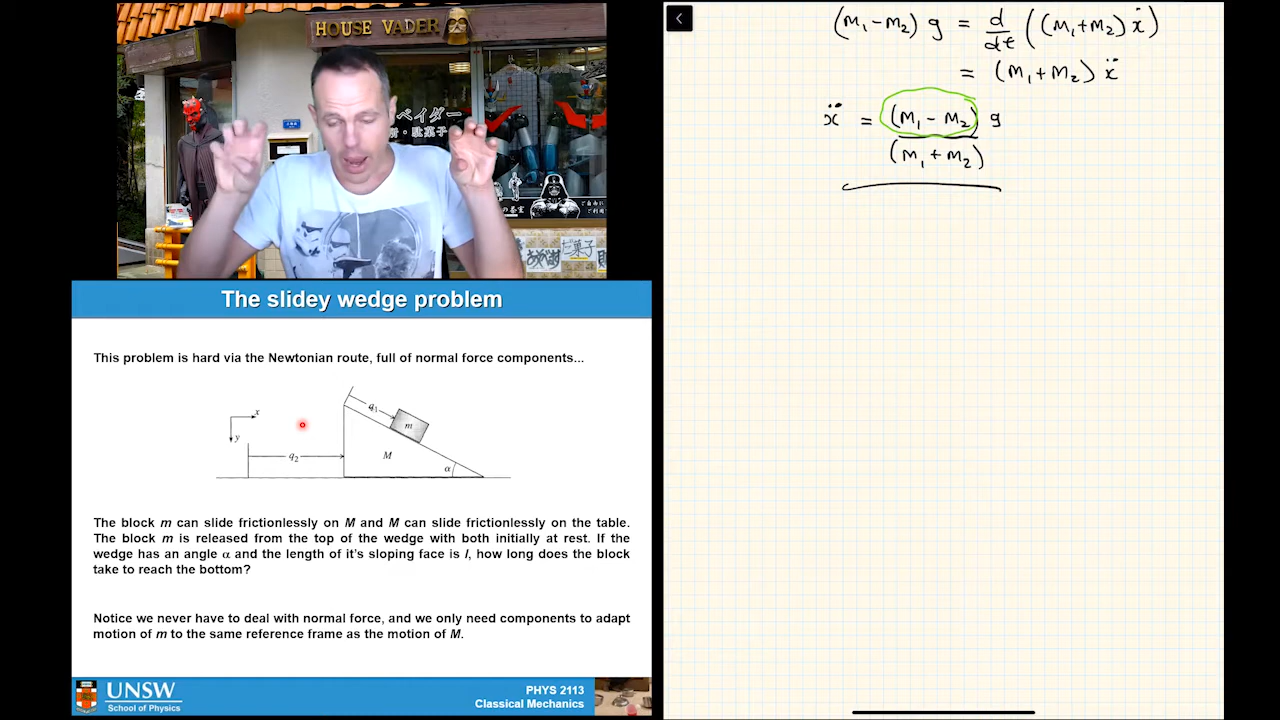 HOUSE VADER
The slidey wedge problem
This problem is hard via the Newtonian route, full of normal force components...
x
y
q₁
m
q₂
M
α
The block m can slide frictionlessly on M and M can slide frictionlessly on the table.
The block m is released from the top of the wedge with both initially at rest. If the
wedge has an angle α and the length of it's sloping face is l, how long does the block
take to reach the bottom?
Notice we never have to deal with normal force, and we only need components to adapt
motion of m to the same reference frame as the motion of M.
UNSW
School of Physics
PHYS 2113
Classical Mechanics
(m₁-m₂) g = d/dt ((m₁+m₂) ẋ)
= (m₁+m₂) ẍ
ẍ = (m₁-m₂) g
(m₁+m₂)